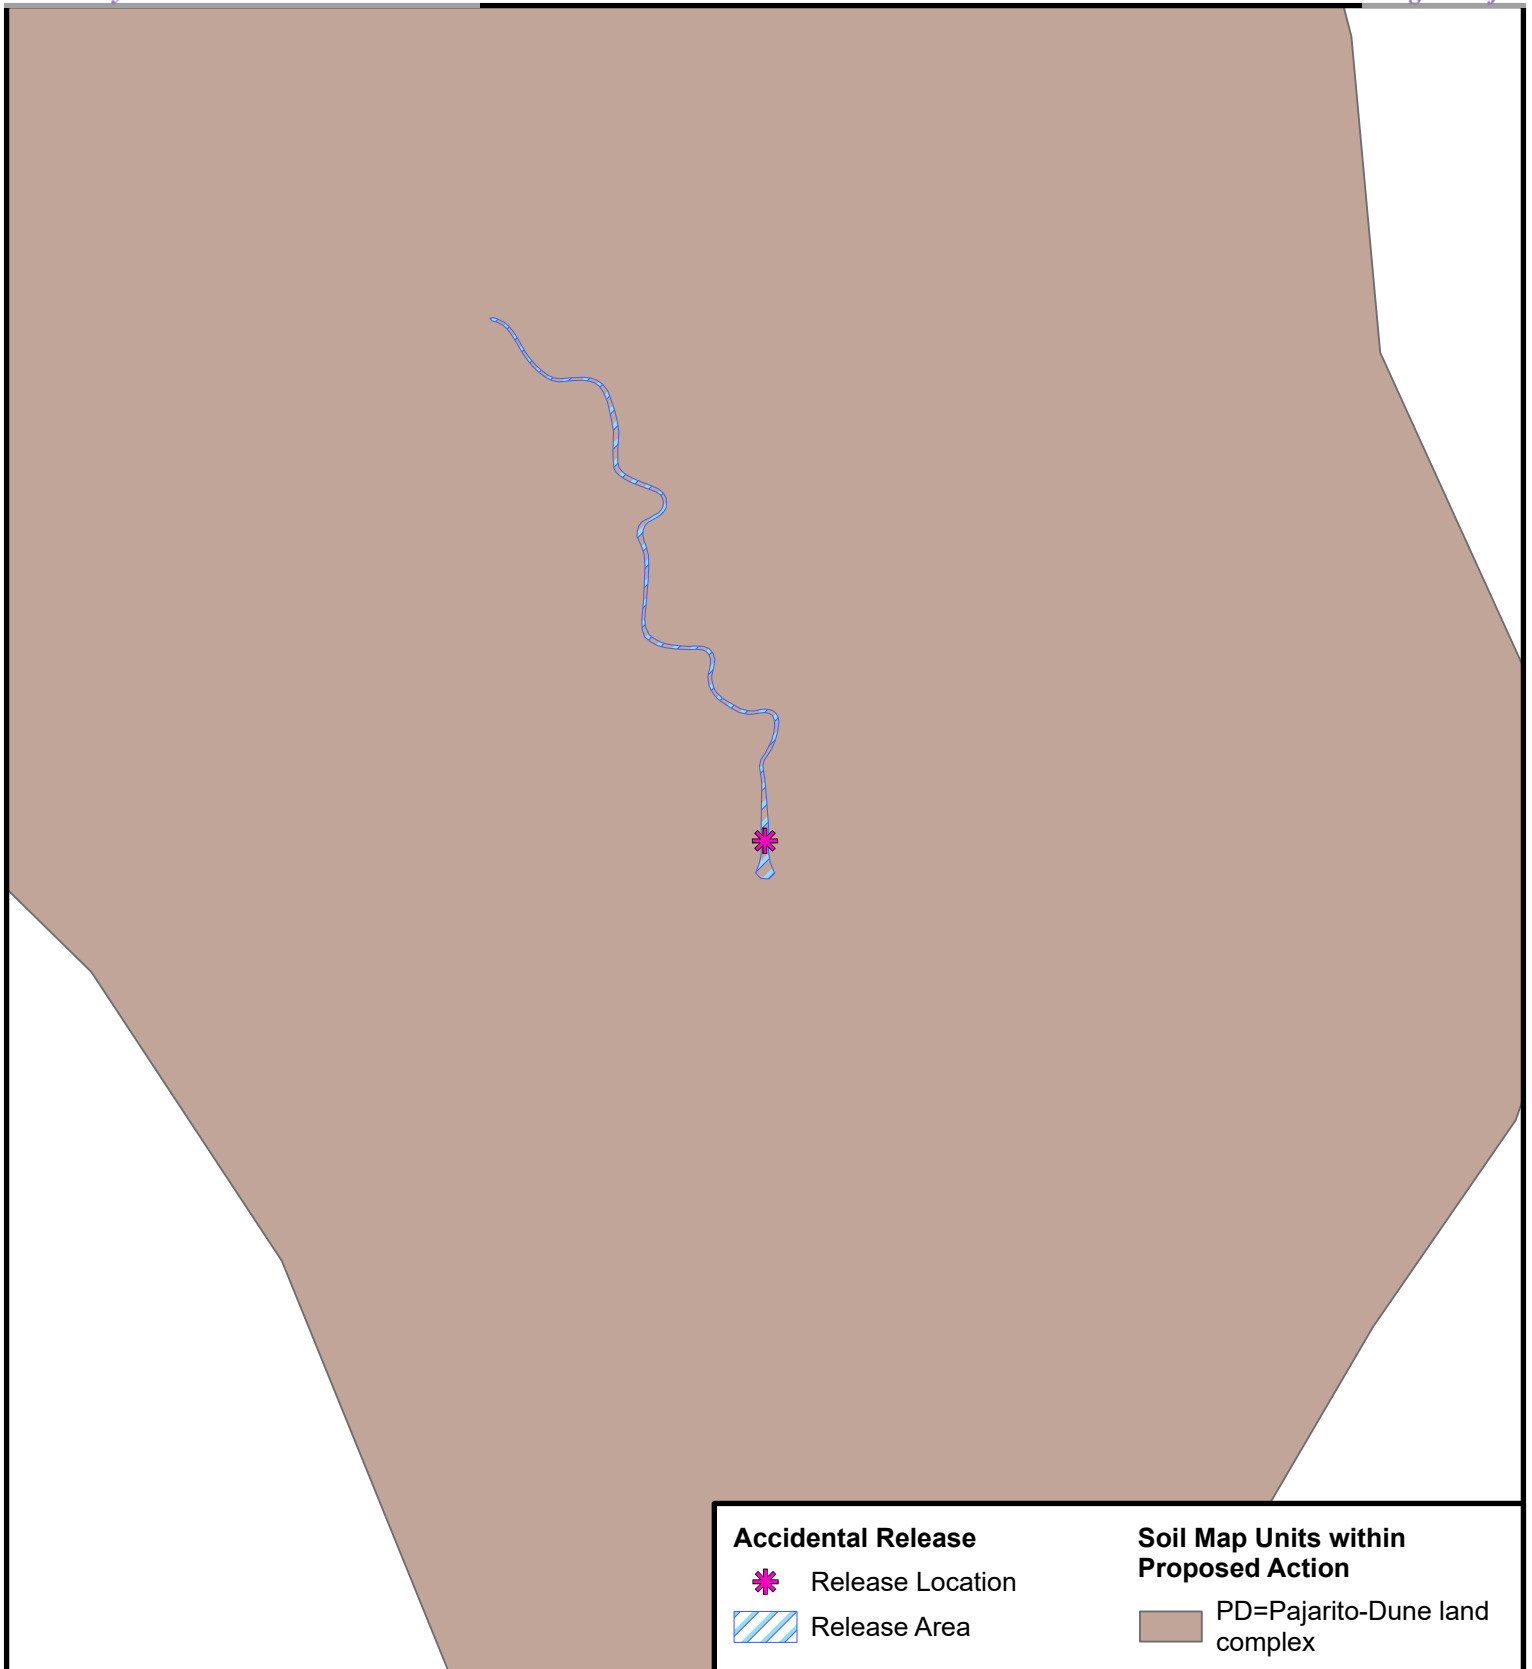 Accidental Release
Release Location
Release Area
Soil Map Units within
Proposed Action
PD=Pajarito-Dune land
complex